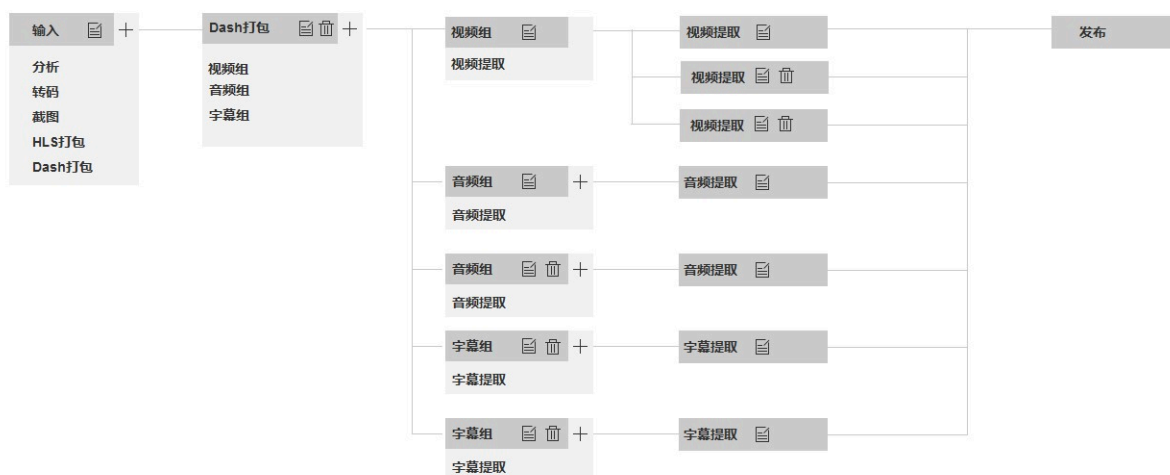 输入
分析
转码
截图
HLS打包
Dash打包
Dash打包
视频组
音频组
字幕组
视频组
视频提取
视频提取
视频提取
视频提取
音频组
音频提取
音频提取
音频组
音频提取
音频提取
字幕组
字幕提取
字幕提取
字幕组
字幕提取
字幕提取
发布